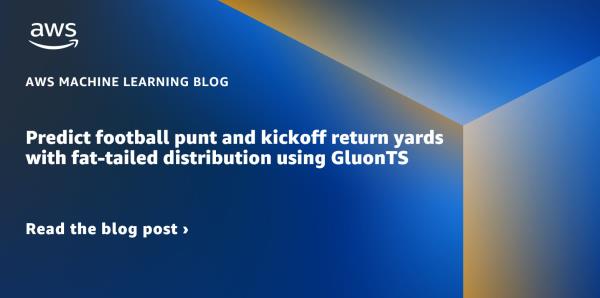 aws
AWS MACHINE LEARNING BLOG
Predict football punt and kickoff return yards
with fat-tailed distribution using GluonTS
Read the blog post ›